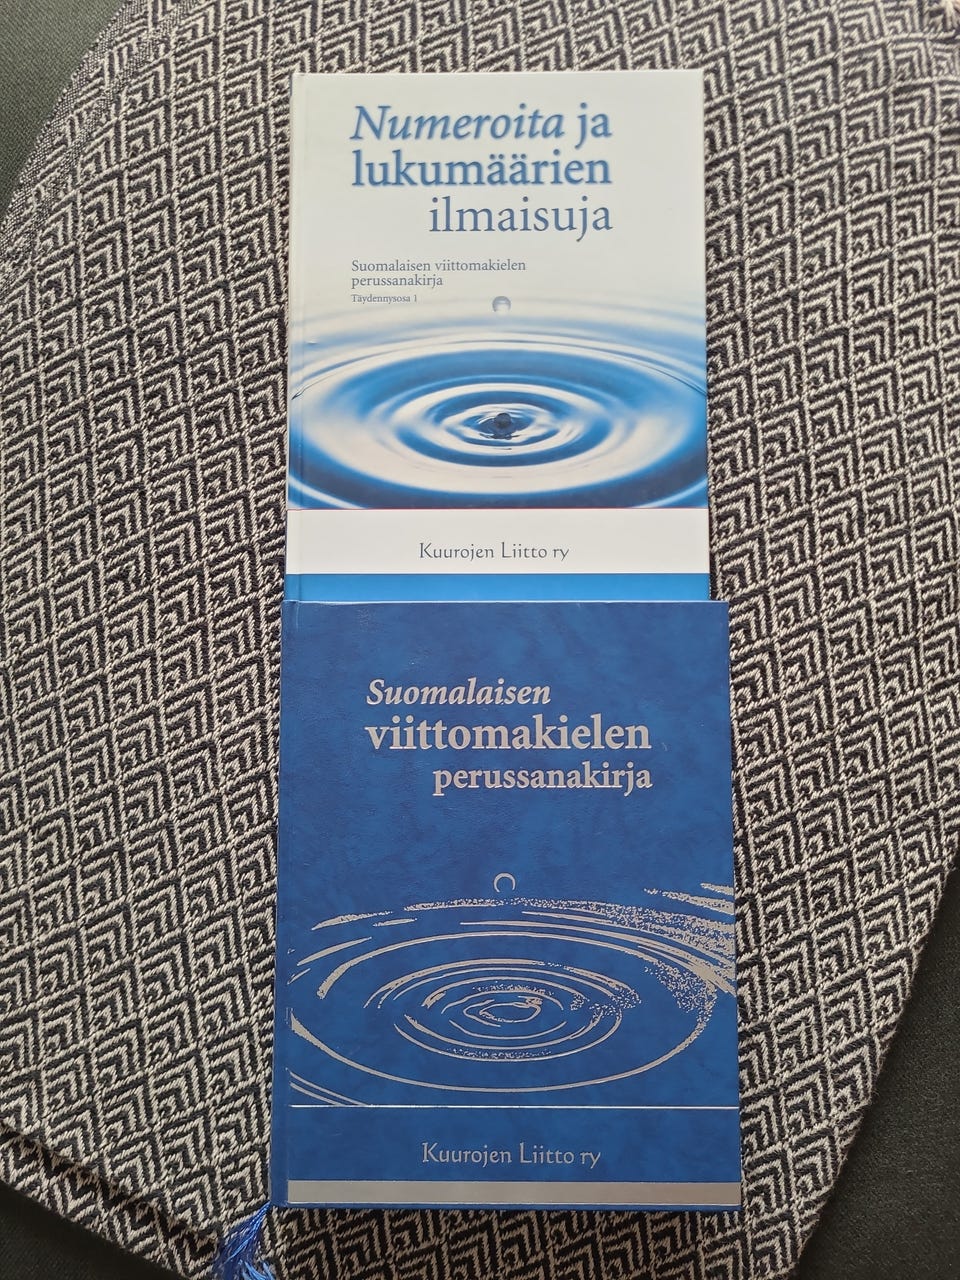 Numeroita ja
lukumäärien
ilmaisuja
Suomalaisen viittomakielen
perussanakirja
Täydennysosa 1
Kuurojen Liitto ry
Suomalaisen
viittomakielen
perussanakirja
Kuurojen Liitto ry